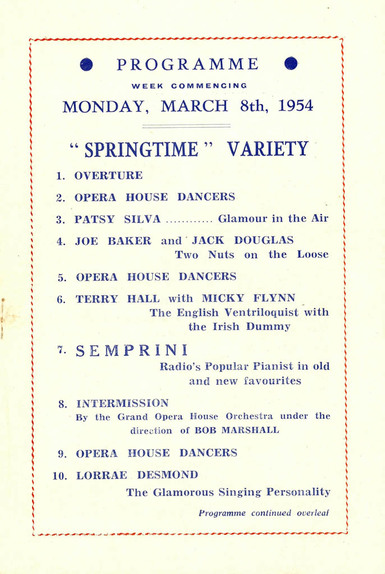 PROGRAMME
WEEK COMMENCING
MONDAY, MARCH 8th, 1954
“ SPRINGTIME ” VARIETY
1. OVERTURE
2. OPERA HOUSE DANCERS
3. PATSY SILVA ............ Glamour in the Air
4. JOE BAKER and JACK DOUGLAS
Two Nuts on the Loose
5. OPERA HOUSE DANCERS
6. TERRY HALL with MICKY FLYNN
The English Ventriloquist with
the Irish Dummy
7. SEMPRINI
Radio's Popular Pianist in old
and new favourites
8. INTERMISSION
By the Grand Opera House Orchestra under the
direction of BOB MARSHALL
9. OPERA HOUSE DANCERS
10. LORRAE DESMOND
The Glamorous Singing Personality
Programme continued overleaf